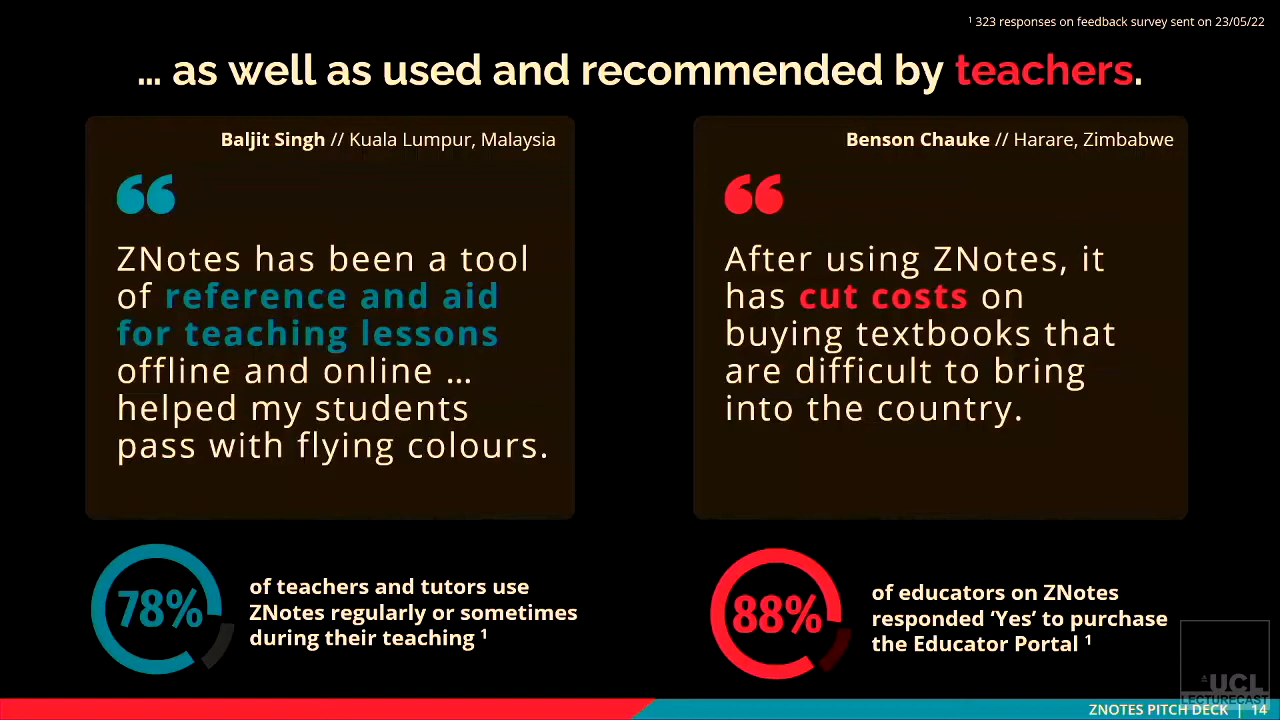 ¹ 323 responses on feedback survey sent on 23/05/22
... as well as used and recommended by teachers.
Baljit Singh // Kuala Lumpur, Malaysia
“
ZNotes has been a tool
of reference and aid
for teaching lessons
offline and online ...
helped my students
pass with flying colours.
78%
of teachers and tutors use
ZNotes regularly or sometimes
during their teaching ¹
Benson Chauke // Harare, Zimbabwe
“
After using ZNotes, it
has cut costs on
buying textbooks that
are difficult to bring
into the country.
88%
of educators on ZNotes
responded ‘Yes’ to purchase
the Educator Portal ¹
UCL
LECTURECAST
ZNOTES PITCH DECK | 14